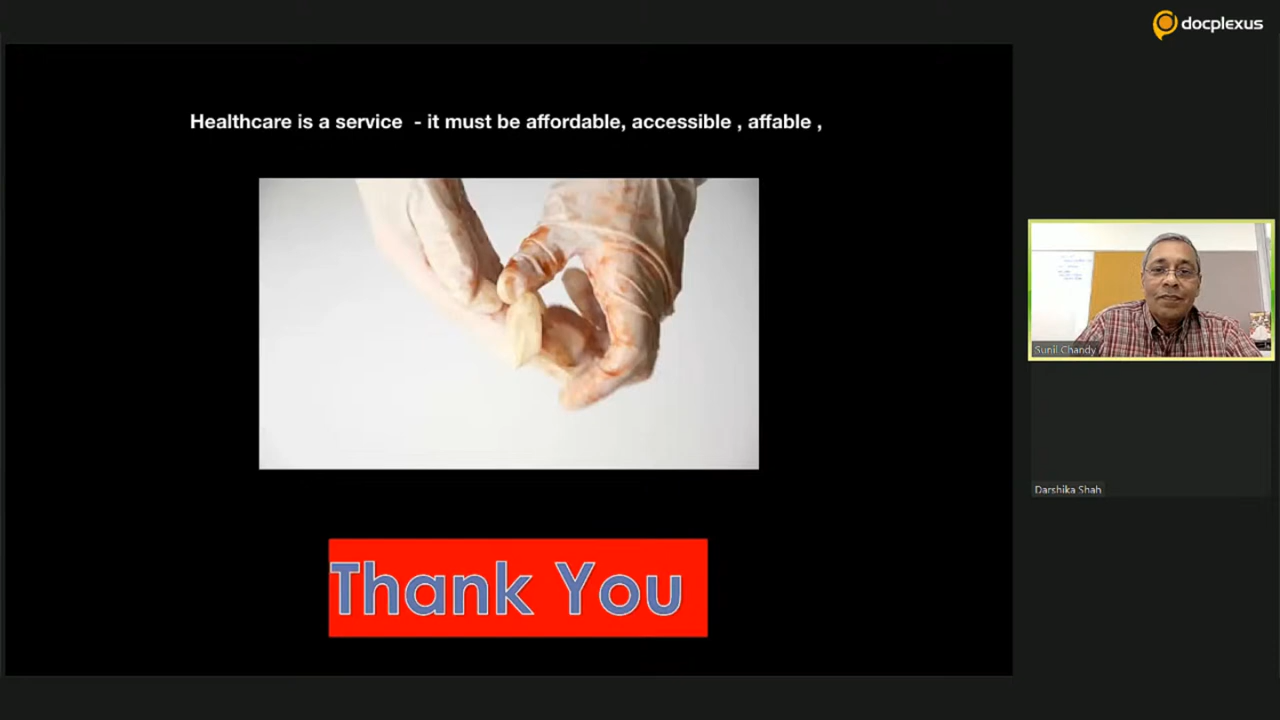 docplexus
Healthcare is a service - it must be affordable, accessible , affable ,
Sunil Chandy
Darshika Shah
Thank You